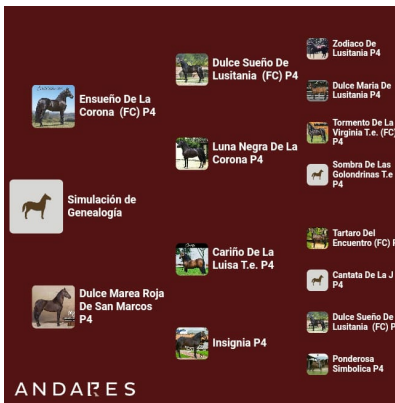 Zodiaco De
Lusitania P4
Dulce Sueño De
Lusitania (FC) P4
Dulce Maria De
Lusitania P4
Ensueño De La
Corona (FC) P4
Tormento De La
Virginia T.e. (FC)
P4
Luna Negra De La
Corona P4
Sombra De Las
Golondrinas T.e
P4
Simulación de
Genealogía
Tartaro Del
Encuentro (FC)
Cariño De La
Luisa T.e. P4
Cantata De La J
P4
Dulce Marea Roja
De San Marcos
P4
Dulce Sueño De
Lusitania (FC) P
Insignia P4
Ponderosa
Simbolica P4
ANDARES